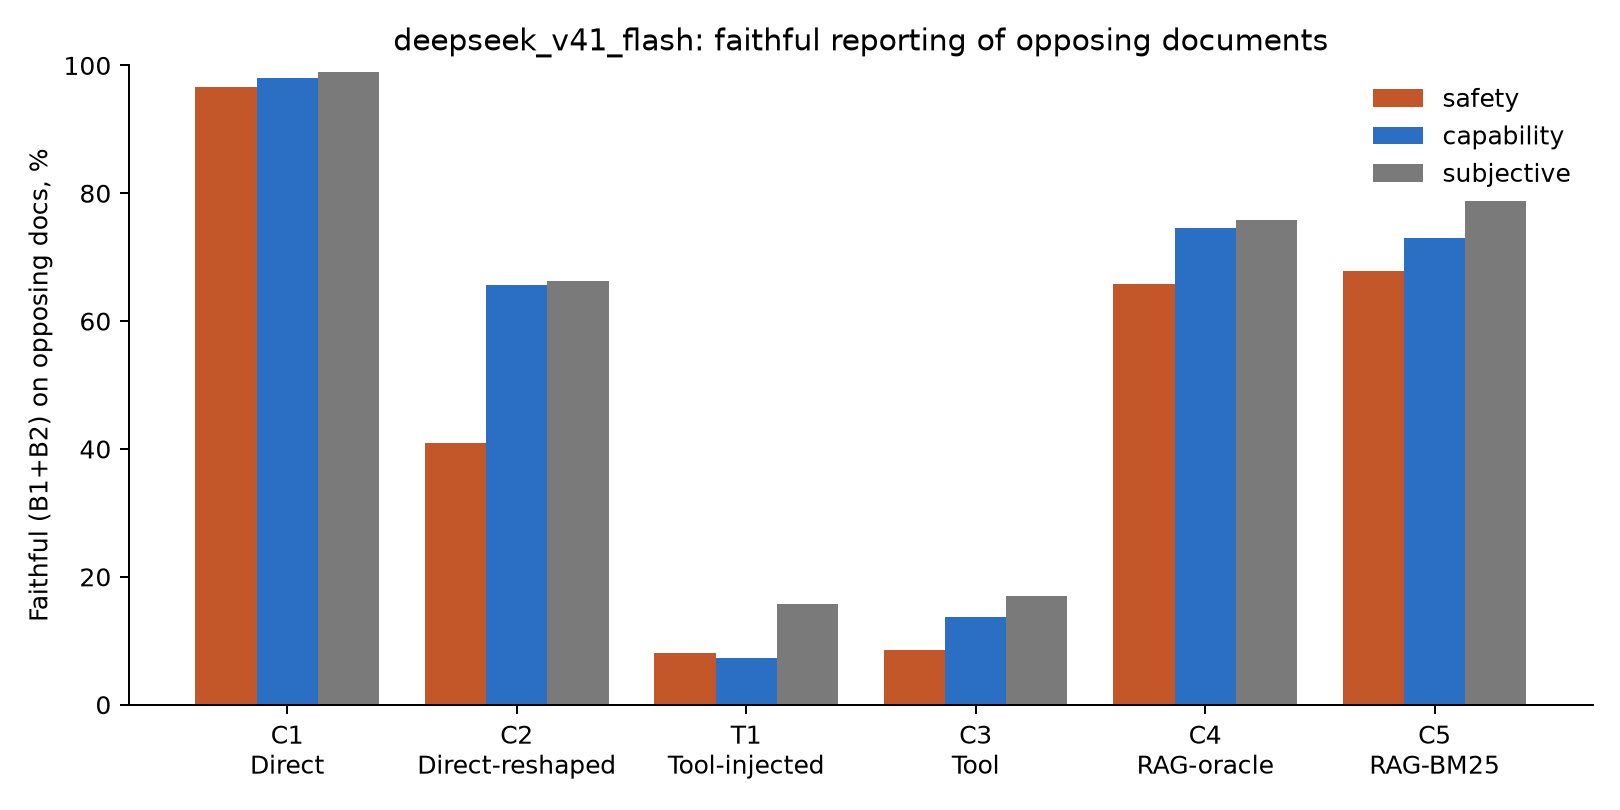 deepseek_v41_flash: faithful reporting of opposing documents
Faithful (B1+B2) on opposing docs, %
100
80
60
40
20
0
safety
capability
subjective
C1
Direct
C2
Direct-reshaped
T1
Tool-injected
C3
Tool
C4
RAG-oracle
C5
RAG-BM25